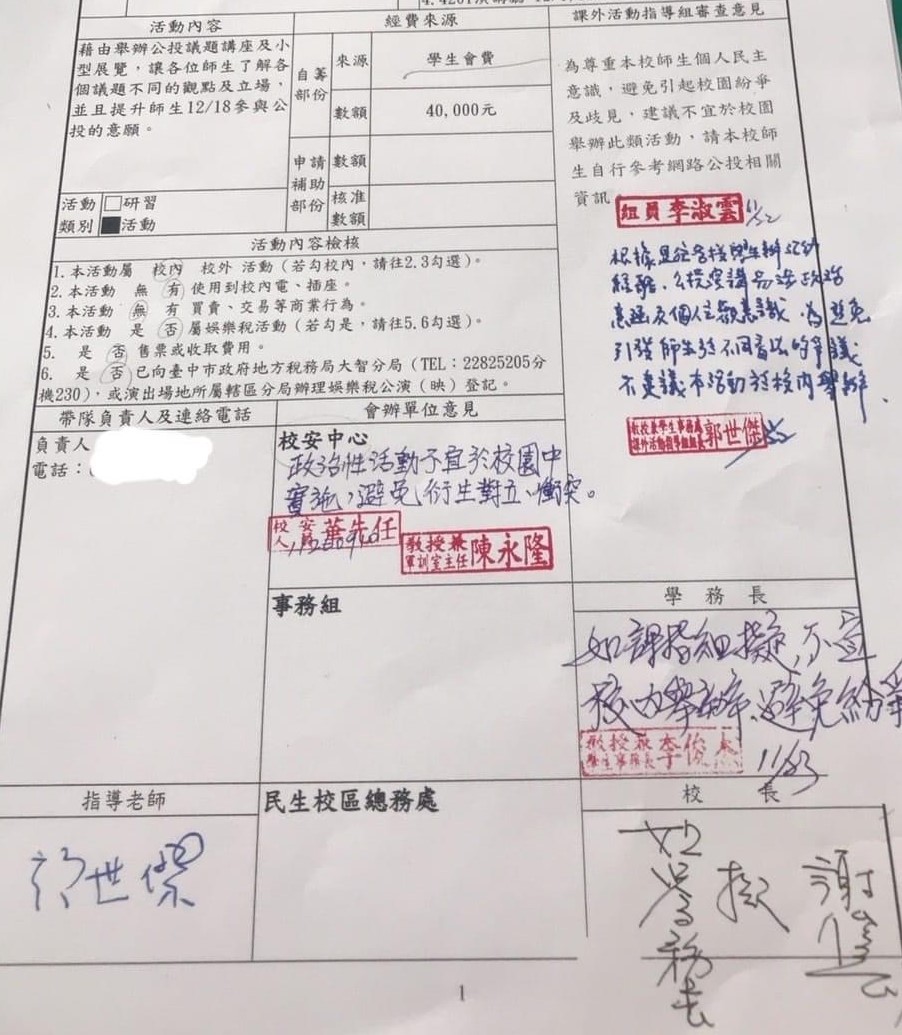 活動內容
藉由舉辦公投議題講座及小
型展覽，讓各位師生了解各
個議題不同的觀點及立場，
並且提升師生12/18參與公
投的意願。
活動 □研習
類別 ■活動
經費來源
自籌部份
來源
學生會費
數額
40,000元
申請補助部份
數額
核准數額
課外活動指導組審查意見
為尊重本校師生個人民主
意識，避免引起校園紛爭
及歧見，建議不宜於校園
舉辦此類活動，請本校師
生自行參考網路公投相關
資訊
組員 李淑雲
根據過往各校學生辦
經驗，公投演講易涉政治
意涵及個人主觀意識，為避免
引發師生於不同看法的爭議
不建議本活動於校內舉辦.
教授兼學生事務處
課外活動指導組組長 郭世傑
活動內容檢核
1.本活動屬 校內 校外 活動（若勾校內，請往2.3勾選）。
2.本活動 無 有 使用到校內電、插座。
3.本活動 無 有 買賣、交易等商業行為。
4.本活動 是 否 屬娛樂稅活動（若勾是，請往5.6勾選）。
5. 是 否 售票或收取費用。
6. 是 否 已向臺中市政府地方稅務局大智分局（TEL：22825205分
機230），或演出場地所屬轄區分局辦理娛樂稅公演（映）登記。
帶隊負責人及連絡電話
負責人
電話：
會辦單位意見
校安中心
政治性活動不宜於校園中
實施，避免衍生對立、衝突。
校安人員 蕭先任
教授兼
軍訓室主任 陳永隆
事務組
學務長
如課指組擬，不宜
校內舉辦，避免紛爭
教授兼
學生事務長 李俊杰
11/23
指導老師
民生校區總務處
校長
如學務長
擬
1